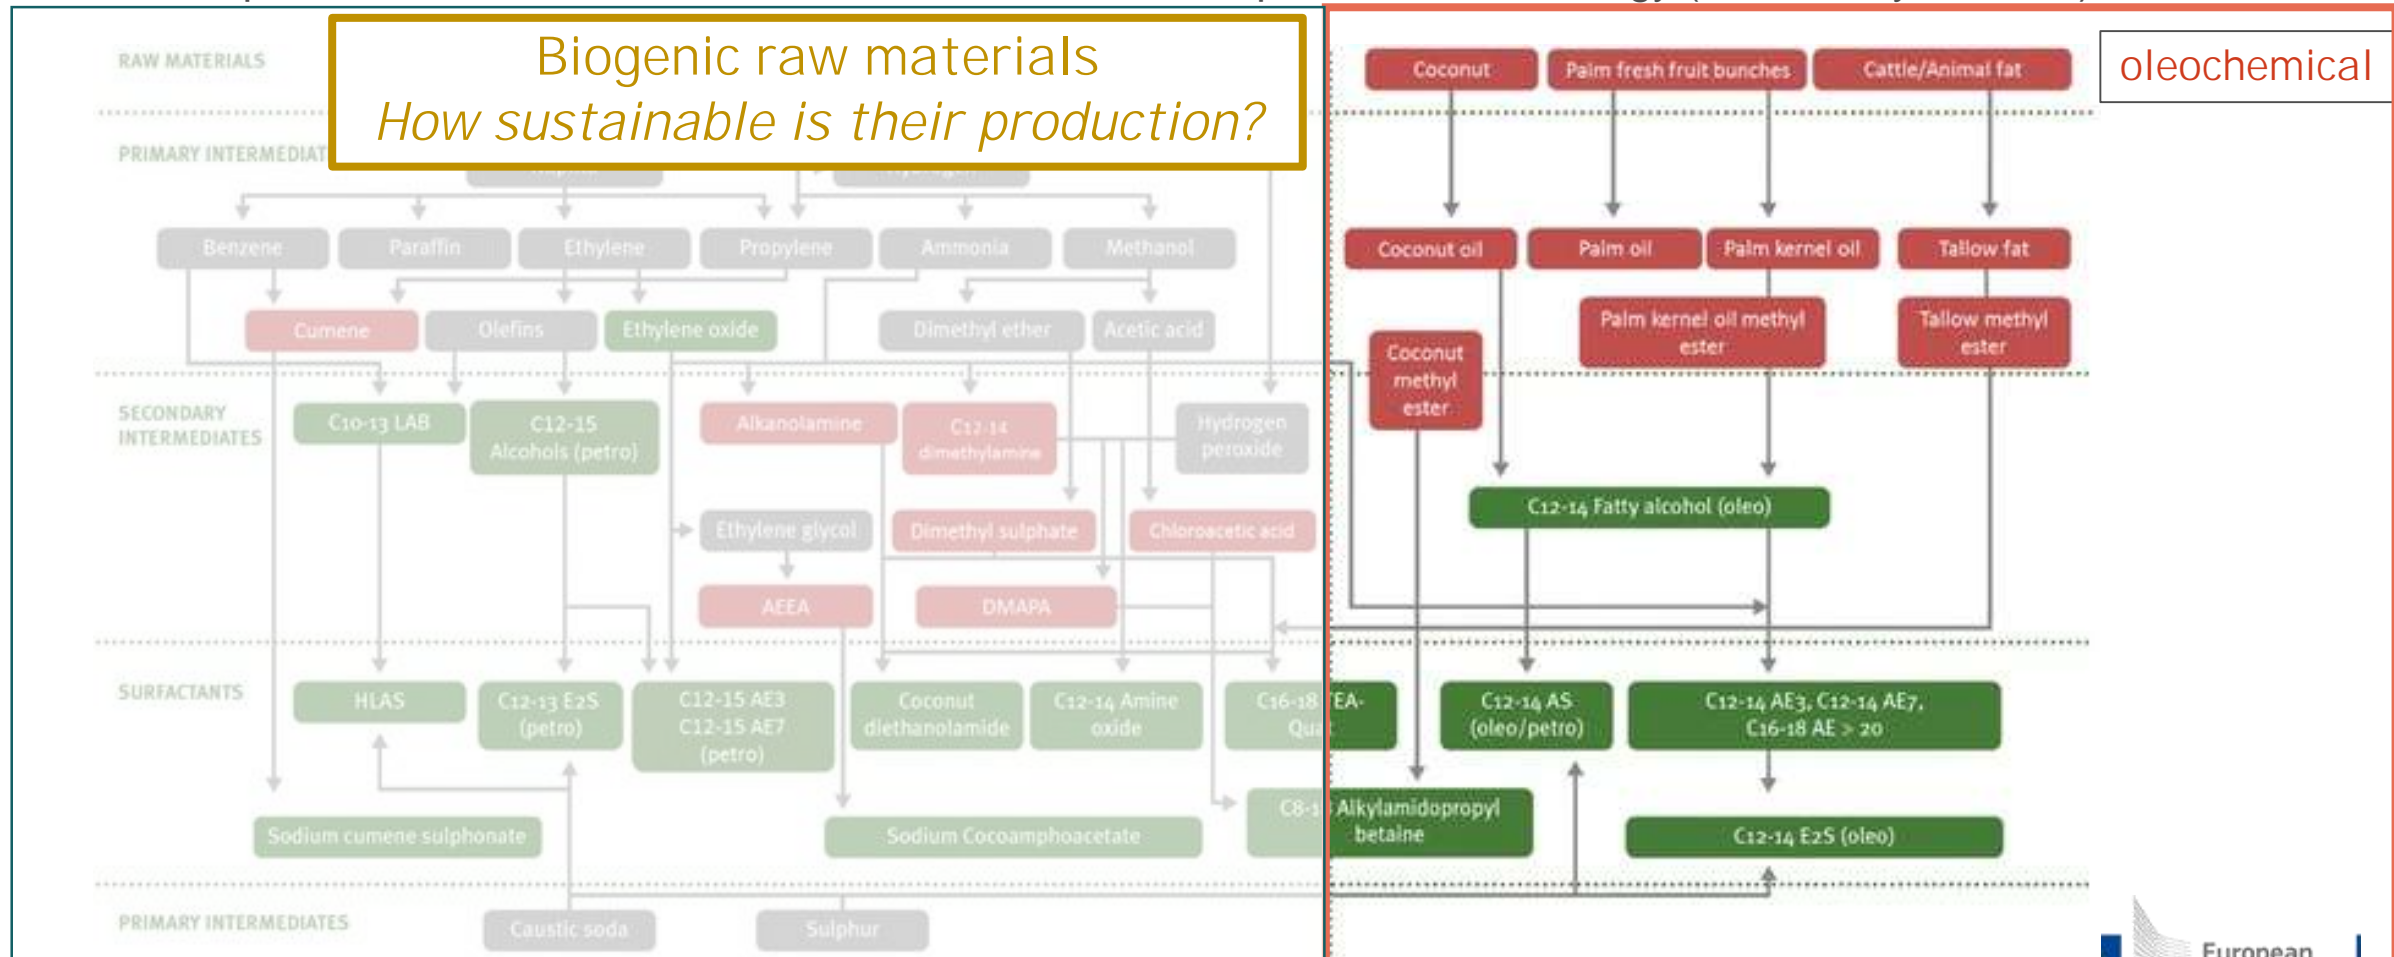 Biogenic raw materials
How sustainable is their production?
oleochemical
RAW MATERIALS
Coconut
Palm fresh fruit bunches
Cattle/Animal fat
PRIMARY INTERMEDIAT
Benzene
Paraffin
Ethylene
Propylene
Ammonia
Methanol
Coconut oil
Palm oil
Palm kernel oil
Tallow fat
Cumene
Olefins
Ethylene oxide
Dimethyl ether
Acetic acid
Palm kernel oil methyl
ester
Tallow methyl
ester
Coconut
methyl
ester
SECONDARY
INTERMEDIATES
C10-13 LAB
C12-15
Alcohols (petro)
Alkanolamine
C12-14
dimethylamine
Hydrogen
peroxide
C12-14 Fatty alcohol (oleo)
Ethylene glycol
Dimethyl sulphate
Chloroacetic acid
AEEA
DMAPA
SURFACTANTS
HLAS
C12-13 E2S
(petro)
C12-15 AE3
C12-15 AE7
(petro)
Coconut
diethanolamide
C12-14 Amine
oxide
C16-18 TEA-
Quat
C12-14 AS
(oleo/petro)
C12-14 AE3, C12-14 AE7,
C16-18 AE > 20
Sodium cumene sulphonate
Sodium Cocoamphoacetate
C8-18 Alkylamidopropyl
betaine
C12-14 E2S (oleo)
PRIMARY INTERMEDIATES
Caustic soda
Sulphur
European